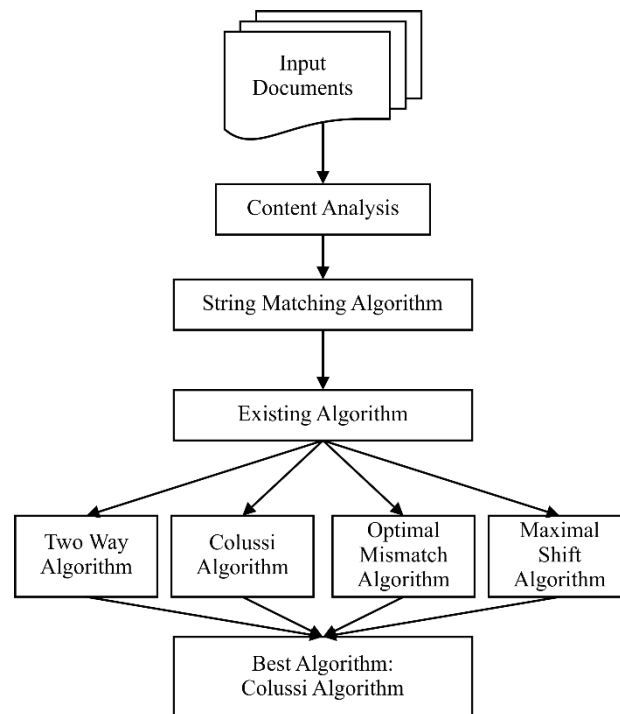 Input
Documents
Content Analysis
String Matching Algorithm
Existing Algorithm
Two Way
Algorithm
Colussi
Algorithm
Optimal
Mismatch
Algorithm
Maximal
Shift
Algorithm
Best Algorithm:
Colussi Algorithm